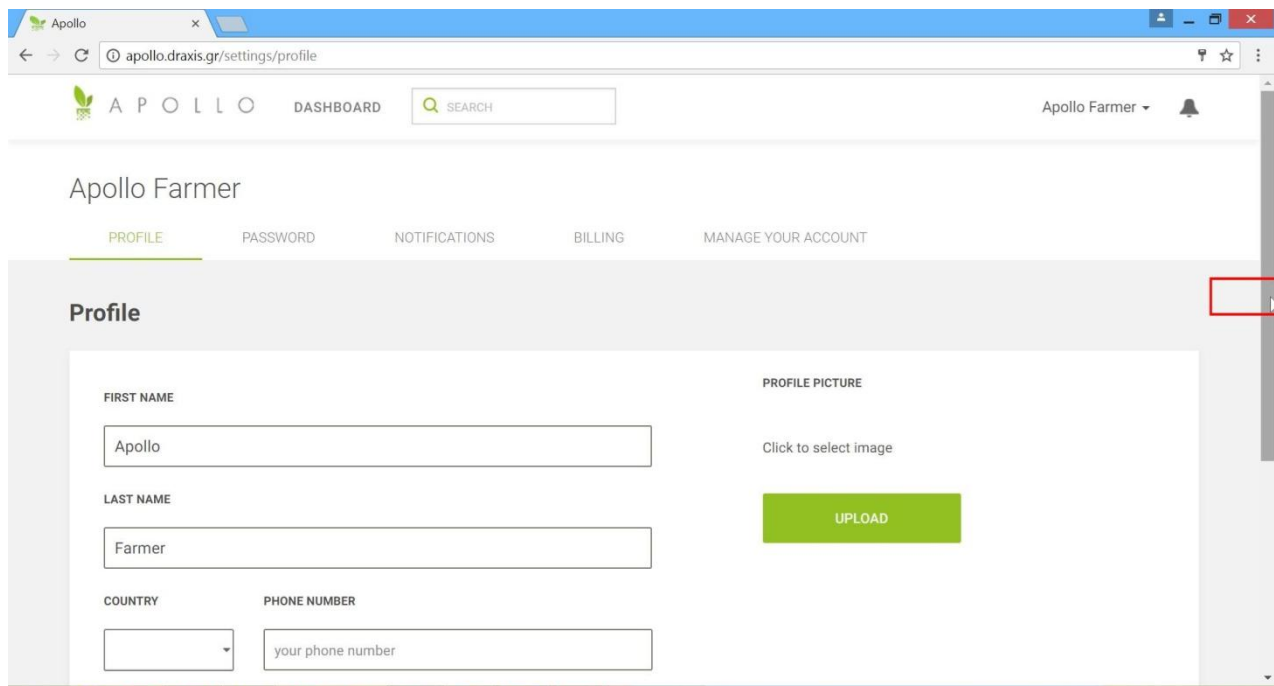 Apollo
apollo.draxis.gr/settings/profile
APOLLO DASHBOARD SEARCH Apollo Farmer
Apollo Farmer
PROFILE PASSWORD NOTIFICATIONS BILLING MANAGE YOUR ACCOUNT
Profile
PROFILE PICTURE
FIRST NAME
Apollo
Click to select image
LAST NAME
UPLOAD
Farmer
COUNTRY PHONE NUMBER
your phone number